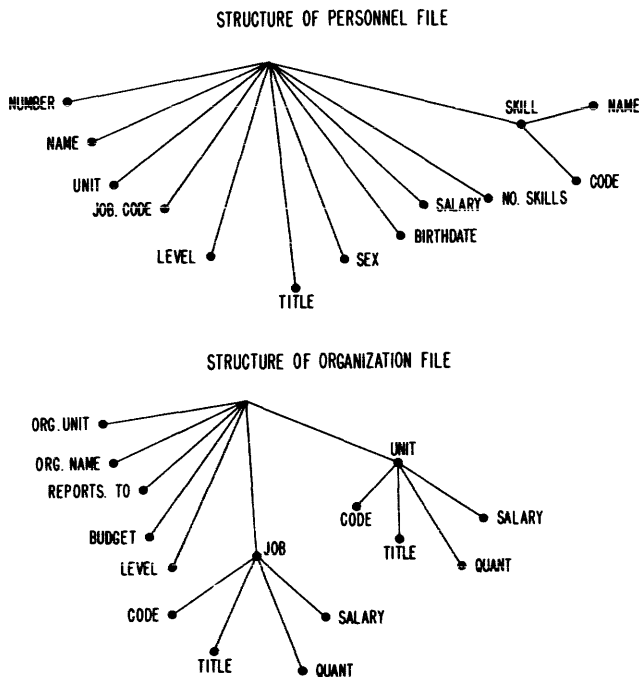 STRUCTURE OF PERSONNEL FILE
NUMBER
NAME
UNIT
JOB. CODE
LEVEL
TITLE
SEX
BIRTHDATE
SALARY
NO. SKILLS
SKILL
NAME
CODE
STRUCTURE OF ORGANIZATION FILE
ORG. UNIT
ORG. NAME
REPORTS. TO
BUDGET
LEVEL
JOB
CODE
TITLE
QUANT
SALARY
UNIT
CODE
TITLE
QUANT
SALARY